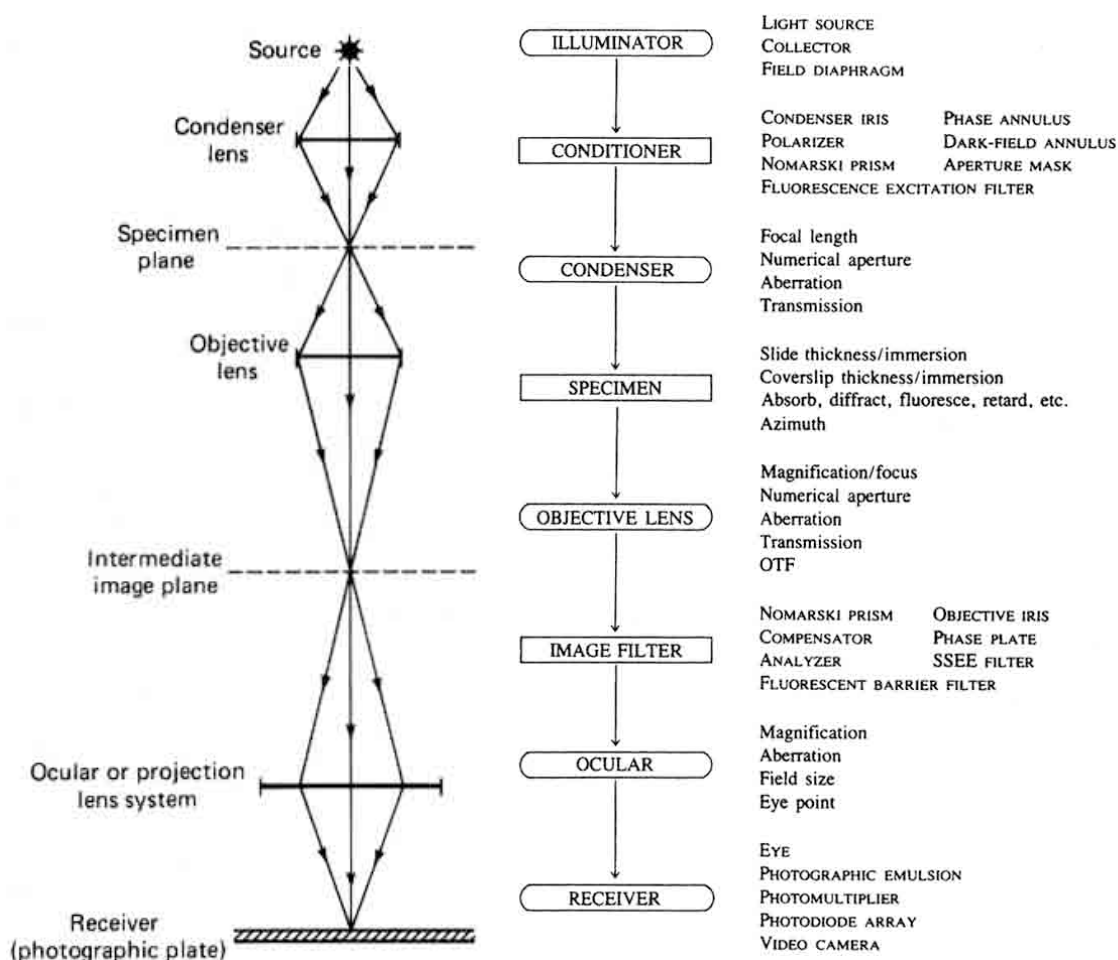 Source
Condenser
lens
Specimen
plane
Objective
lens
Intermediate
image plane
Ocular or projection
lens system
Receiver
(photographic plate)
ILLUMINATOR
LIGHT SOURCE
COLLECTOR
FIELD DIAPHRAGM
CONDITIONER
CONDENSER IRIS PHASE ANNULUS
POLARIZER DARK-FIELD ANNULUS
NOMARSKI PRISM APERTURE MASK
FLUORESCENCE EXCITATION FILTER
CONDENSER
Focal length
Numerical aperture
Aberration
Transmission
SPECIMEN
Slide thickness/immersion
Coverslip thickness/immersion
Absorb, diffract, fluoresce, retard, etc.
Azimuth
OBJECTIVE LENS
Magnification/focus
Numerical aperture
Aberration
Transmission
OTF
IMAGE FILTER
NOMARSKI PRISM OBJECTIVE IRIS
COMPENSATOR PHASE PLATE
ANALYZER SSEE FILTER
FLUORESCENT BARRIER FILTER
OCULAR
Magnification
Aberration
Field size
Eye point
RECEIVER
EYE
PHOTOGRAPHIC EMULSION
PHOTOMULTIPLIER
PHOTODIODE ARRAY
VIDEO CAMERA